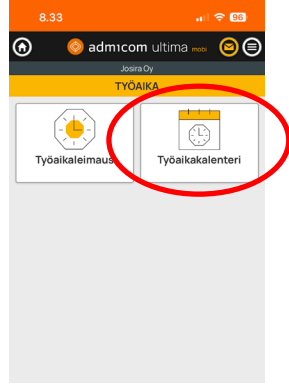 8.33
96
admicom ultima mobi
Josira Oy
TYÖAIKA
Työaikaleimaus
Työaikakalenteri